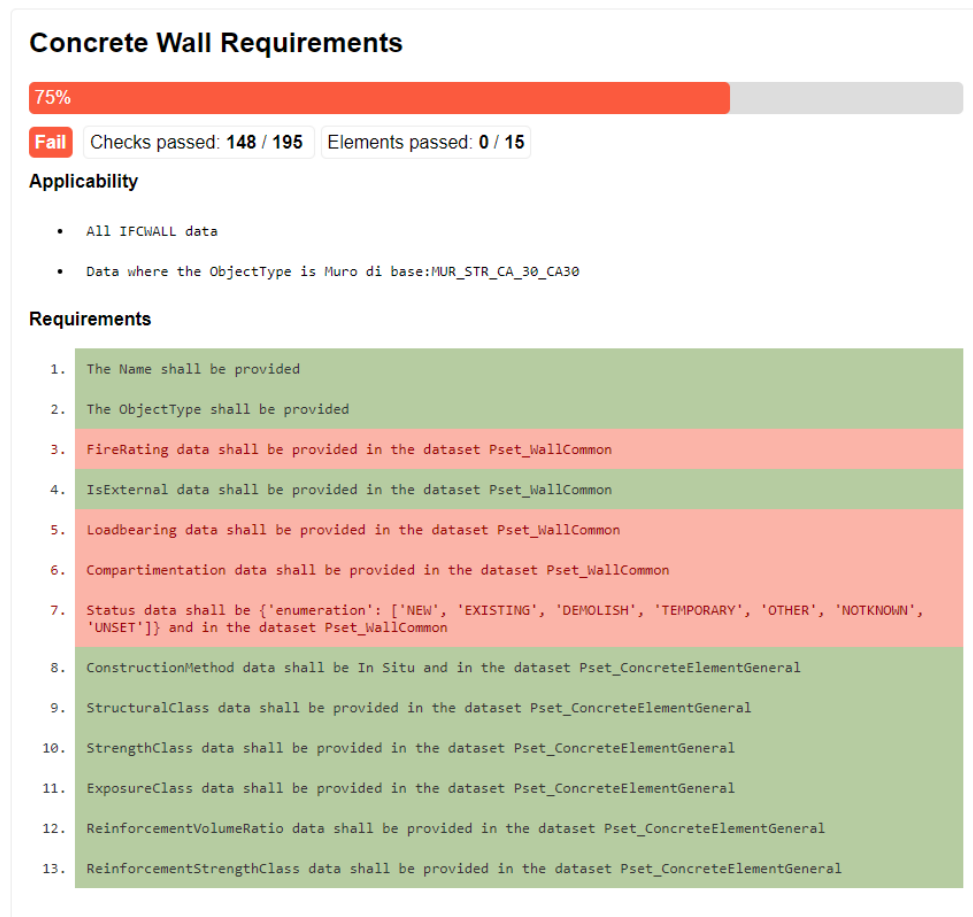 Concrete Wall Requirements
75%
Fail Checks passed: 148 / 195 Elements passed: 0 / 15
Applicability
• All IFCWALL data
• Data where the ObjectType is Muro di base:MUR_STR_CA_30_CA30
Requirements
1. The Name shall be provided
2. The ObjectType shall be provided
3. FireRating data shall be provided in the dataset Pset_WallCommon
4. IsExternal data shall be provided in the dataset Pset_WallCommon
5. Loadbearing data shall be provided in the dataset Pset_WallCommon
6. Compartimentation data shall be provided in the dataset Pset_WallCommon
7. Status data shall be {'enumeration': ['NEW', 'EXISTING', 'DEMOLISH', 'TEMPORARY', 'OTHER', 'NOTKNOWN',
'UNSET']} and in the dataset Pset_WallCommon
8. ConstructionMethod data shall be In Situ and in the dataset Pset_ConcreteElementGeneral
9. StructuralClass data shall be provided in the dataset Pset_ConcreteElementGeneral
10. StrengthClass data shall be provided in the dataset Pset_ConcreteElementGeneral
11. ExposureClass data shall be provided in the dataset Pset_ConcreteElementGeneral
12. ReinforcementVolumeRatio data shall be provided in the dataset Pset_ConcreteElementGeneral
13. ReinforcementStrengthClass data shall be provided in the dataset Pset_ConcreteElementGeneral